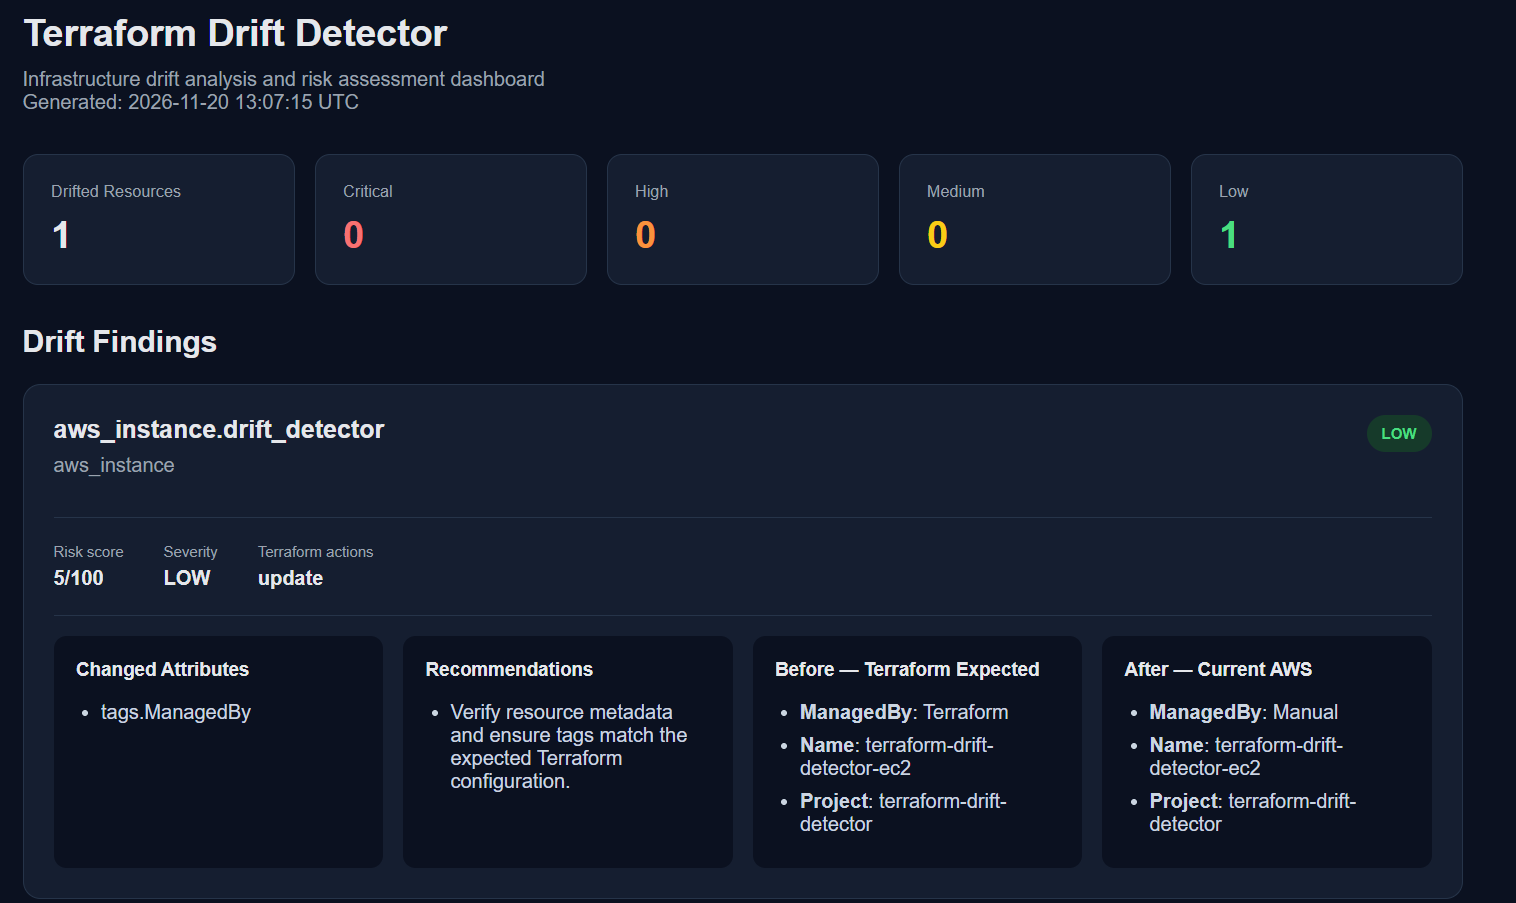 Terraform Drift Detector
Infrastructure drift analysis and risk assessment dashboard
Generated: 2026-11-20 13:07:15 UTC
Drifted Resources
1
Critical
0
High
0
Medium
0
Low
1
Drift Findings
aws_instance.drift_detector
LOW
aws_instance
Risk score
5/100
Severity
LOW
Terraform actions
update
Changed Attributes
tags.ManagedBy
Recommendations
Verify resource metadata
and ensure tags match the
expected Terraform
configuration.
Before — Terraform Expected
ManagedBy: Terraform
Name: terraform-drift-
detector-ec2
Project: terraform-drift-
detector
After — Current AWS
ManagedBy: Manual
Name: terraform-drift-
detector-ec2
Project: terraform-drift-
detector